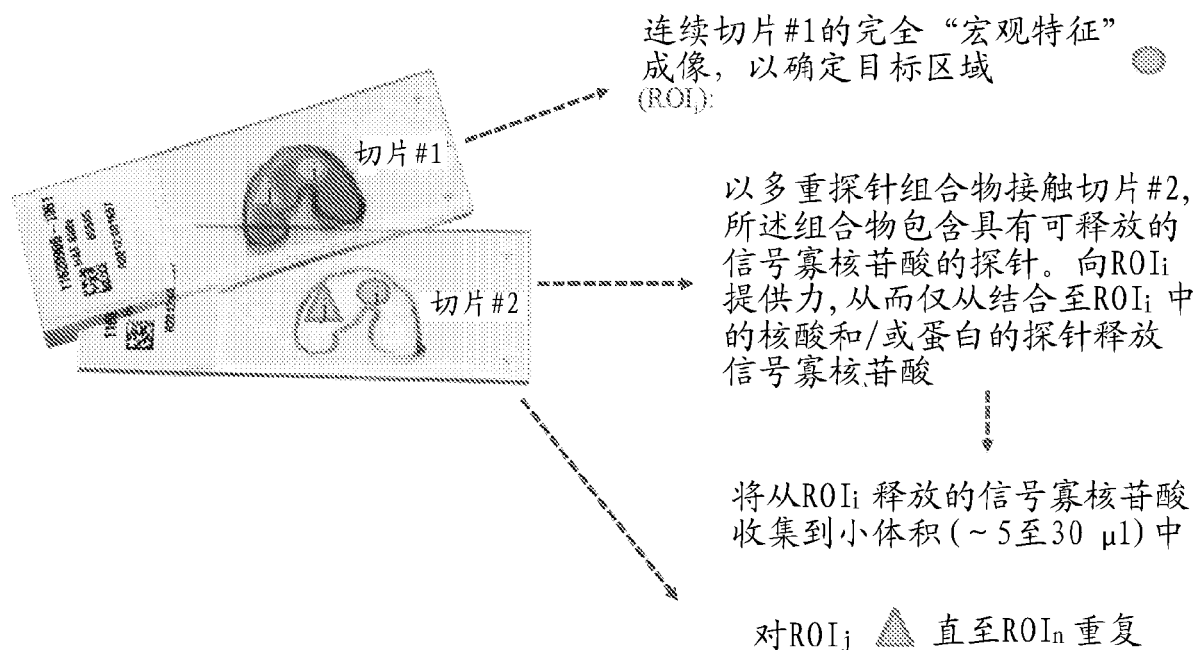 连续切片#1的完全“宏观特征”
成像，以确定目标区域
(ROIi):
切片#1
以多重探针组合物接触切片#2,
所述组合物包含具有可释放的
信号寡核苷酸的探针。向ROIi
提供力,从而仅从结合至ROIi 中
的核酸和/或蛋白的探针释放
信号寡核苷酸
切片#2
将从ROIi 释放的信号寡核苷酸
收集到小体积(~5至30 μl)中
对ROIj 直至ROIn 重复